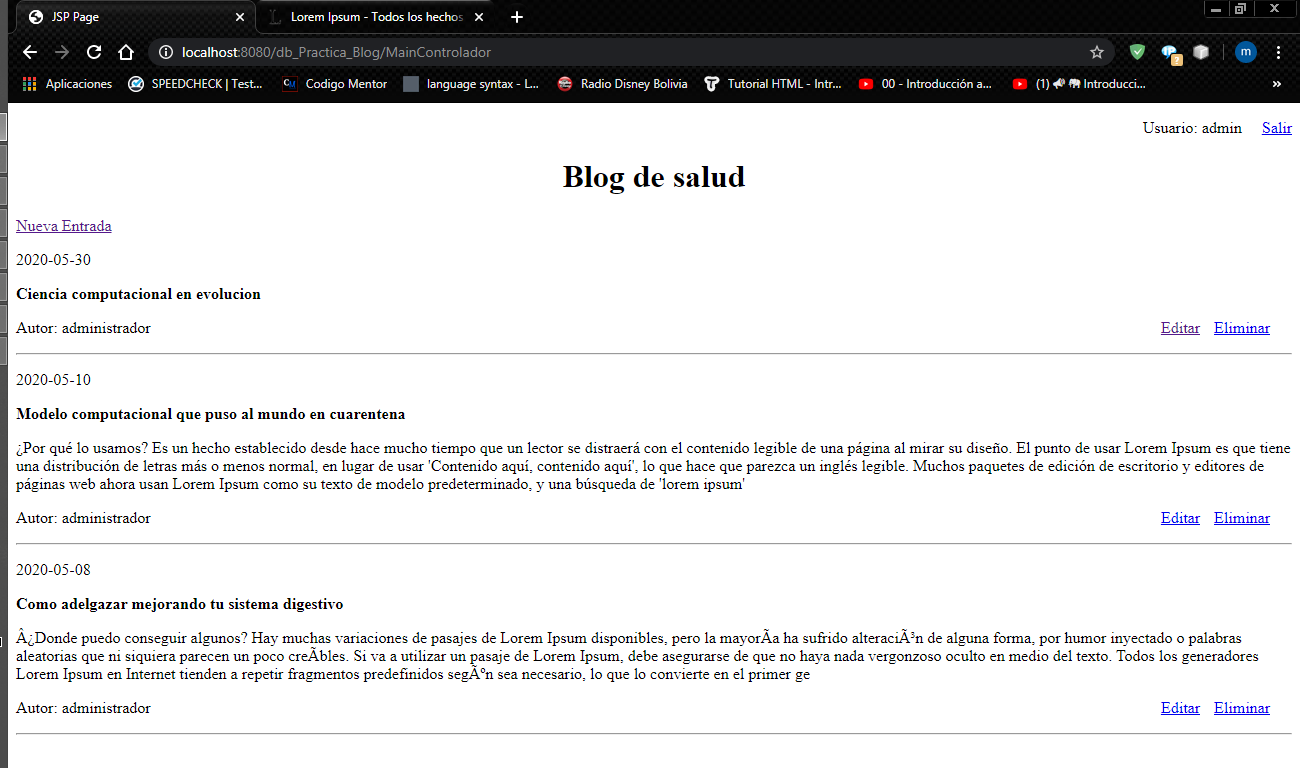 JSP Page
Lorem Ipsum - Todos los hechos
localhost:8080/db_Practica_Blog/MainControlador
m
Aplicaciones
SPEEDCHECK | Test...
CM
Codigo Mentor
language syntax - L...
Radio Disney Bolivia
Tutorial HTML - Intr...
00 - Introducción a...
(1) 📢 🐘 Introducci...
Usuario: admin Salir
Blog de salud
Nueva Entrada
2020-05-30
Ciencia computacional en evolucion
Autor: administrador Editar Eliminar
2020-05-10
Modelo computacional que puso al mundo en cuarentena
¿Por qué lo usamos? Es un hecho establecido desde hace mucho tiempo que un lector se distraerá con el contenido legible de una página al mirar su diseño. El punto de usar Lorem Ipsum es que tiene
una distribución de letras más o menos normal, en lugar de usar 'Contenido aquí, contenido aquí', lo que hace que parezca un inglés legible. Muchos paquetes de edición de escritorio y editores de
páginas web ahora usan Lorem Ipsum como su texto de modelo predeterminado, y una búsqueda de 'lorem ipsum'
Autor: administrador Editar Eliminar
2020-05-08
Como adelgazar mejorando tu sistema digestivo
Â¿Donde puedo conseguir algunos? Hay muchas variaciones de pasajes de Lorem Ipsum disponibles, pero la mayorÃa ha sufrido alteraciÃ³n de alguna forma, por humor inyectado o palabras
aleatorias que ni siquiera parecen un poco creÃbles. Si va a utilizar un pasaje de Lorem Ipsum, debe asegurarse de que no haya nada vergonzoso oculto en medio del texto. Todos los generadores
Lorem Ipsum en Internet tienden a repetir fragmentos predefinidos segÃºn sea necesario, lo que lo convierte en el primer ge
Autor: administrador Editar Eliminar